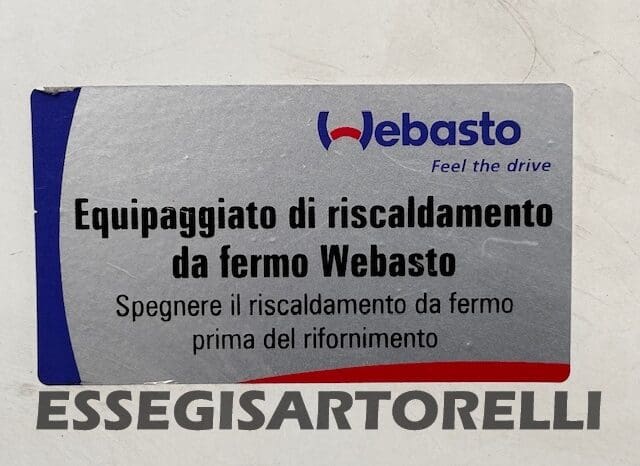 Webasto
Feel the drive
Equipaggiato di riscaldamento
da fermo Webasto
Spegnere il riscaldamento da fermo
prima del rifornimento
ESSEGISARTORELLI